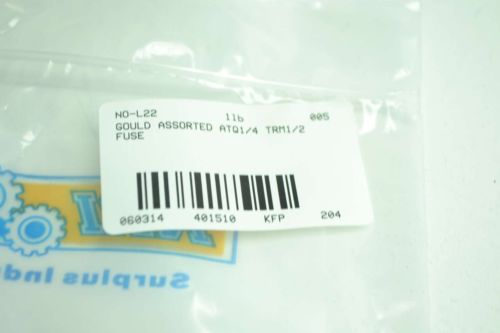 NO-L22 1lb 005
GOULD ASSORTED ATQ1/4 TRM1/2
FUSE
060314 401510 KFP 204
Surplus Ind